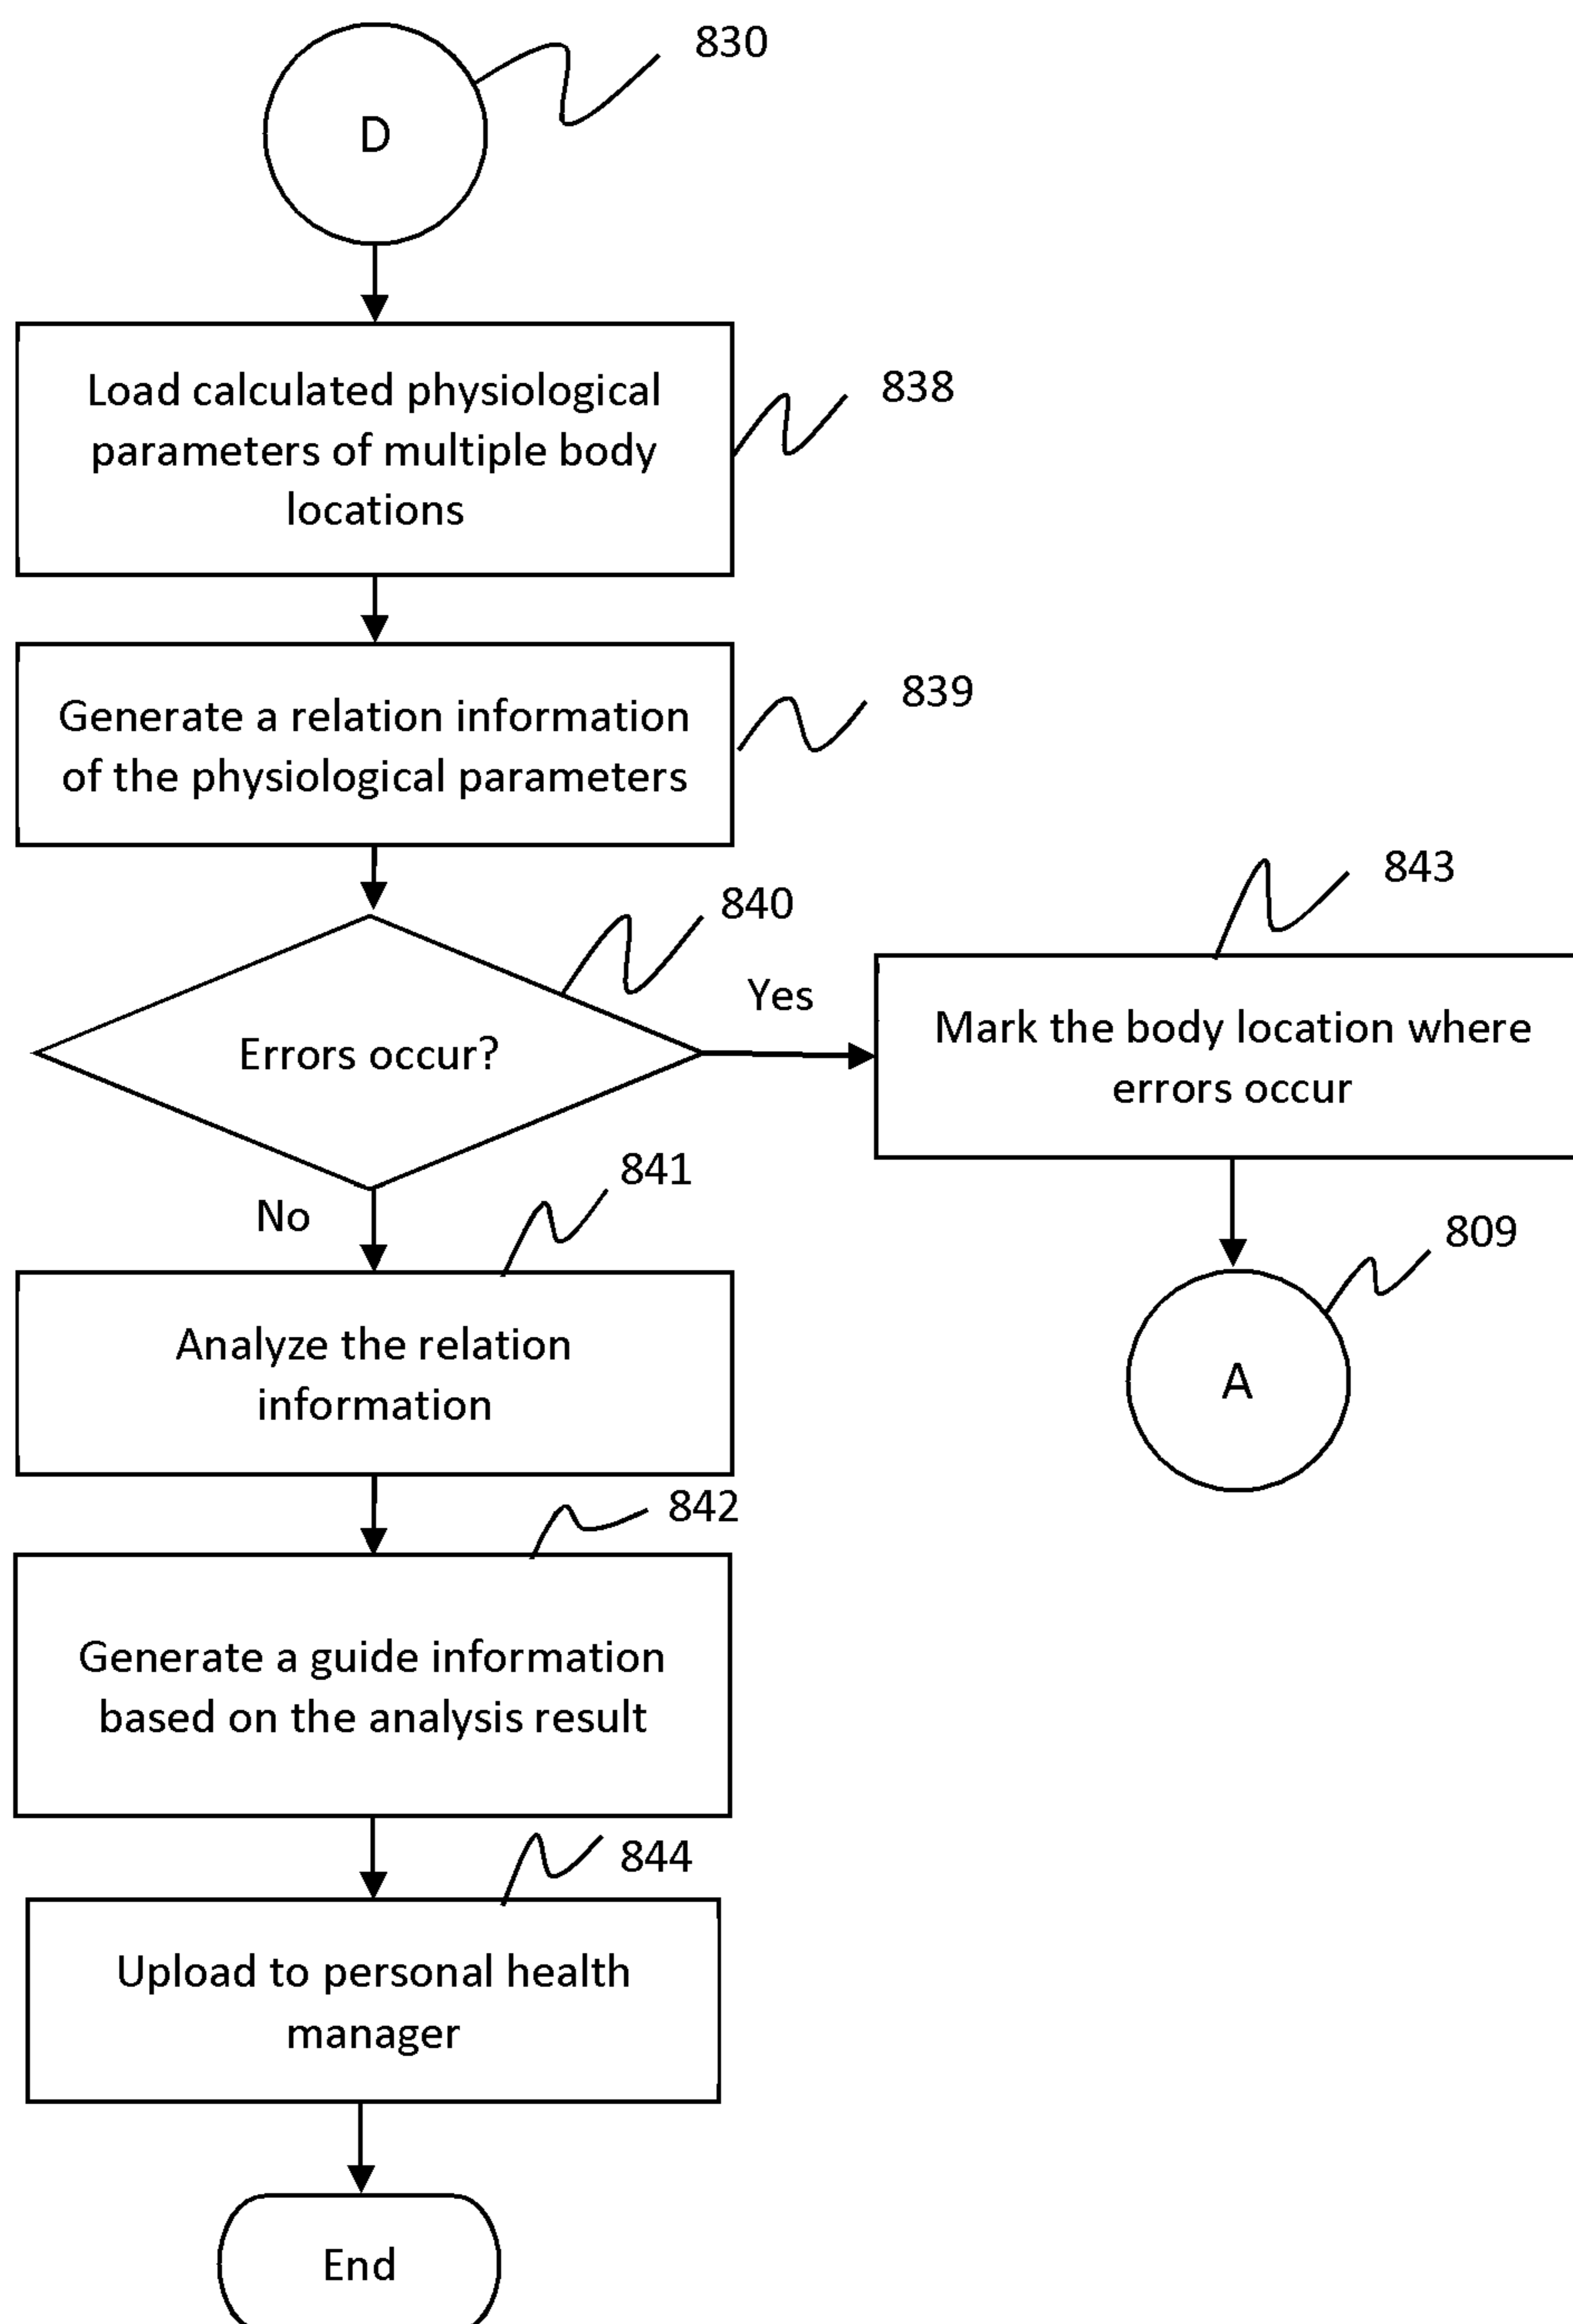 830
D
Load calculated physiological
parameters of multiple body
locations
838
Generate a relation information
of the physiological parameters
839
840
Errors occur?
Yes
843
Mark the body location where
errors occur
No
841
809
A
Analyze the relation
information
842
Generate a guide information
based on the analysis result
844
Upload to personal health
manager
End